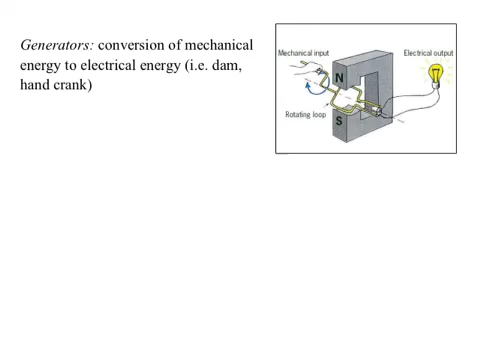 Generators: conversion of mechanical
energy to electrical energy (i.e. dam,
hand crank)
Mechanical input
Electrical output
N
Rotating loop
S